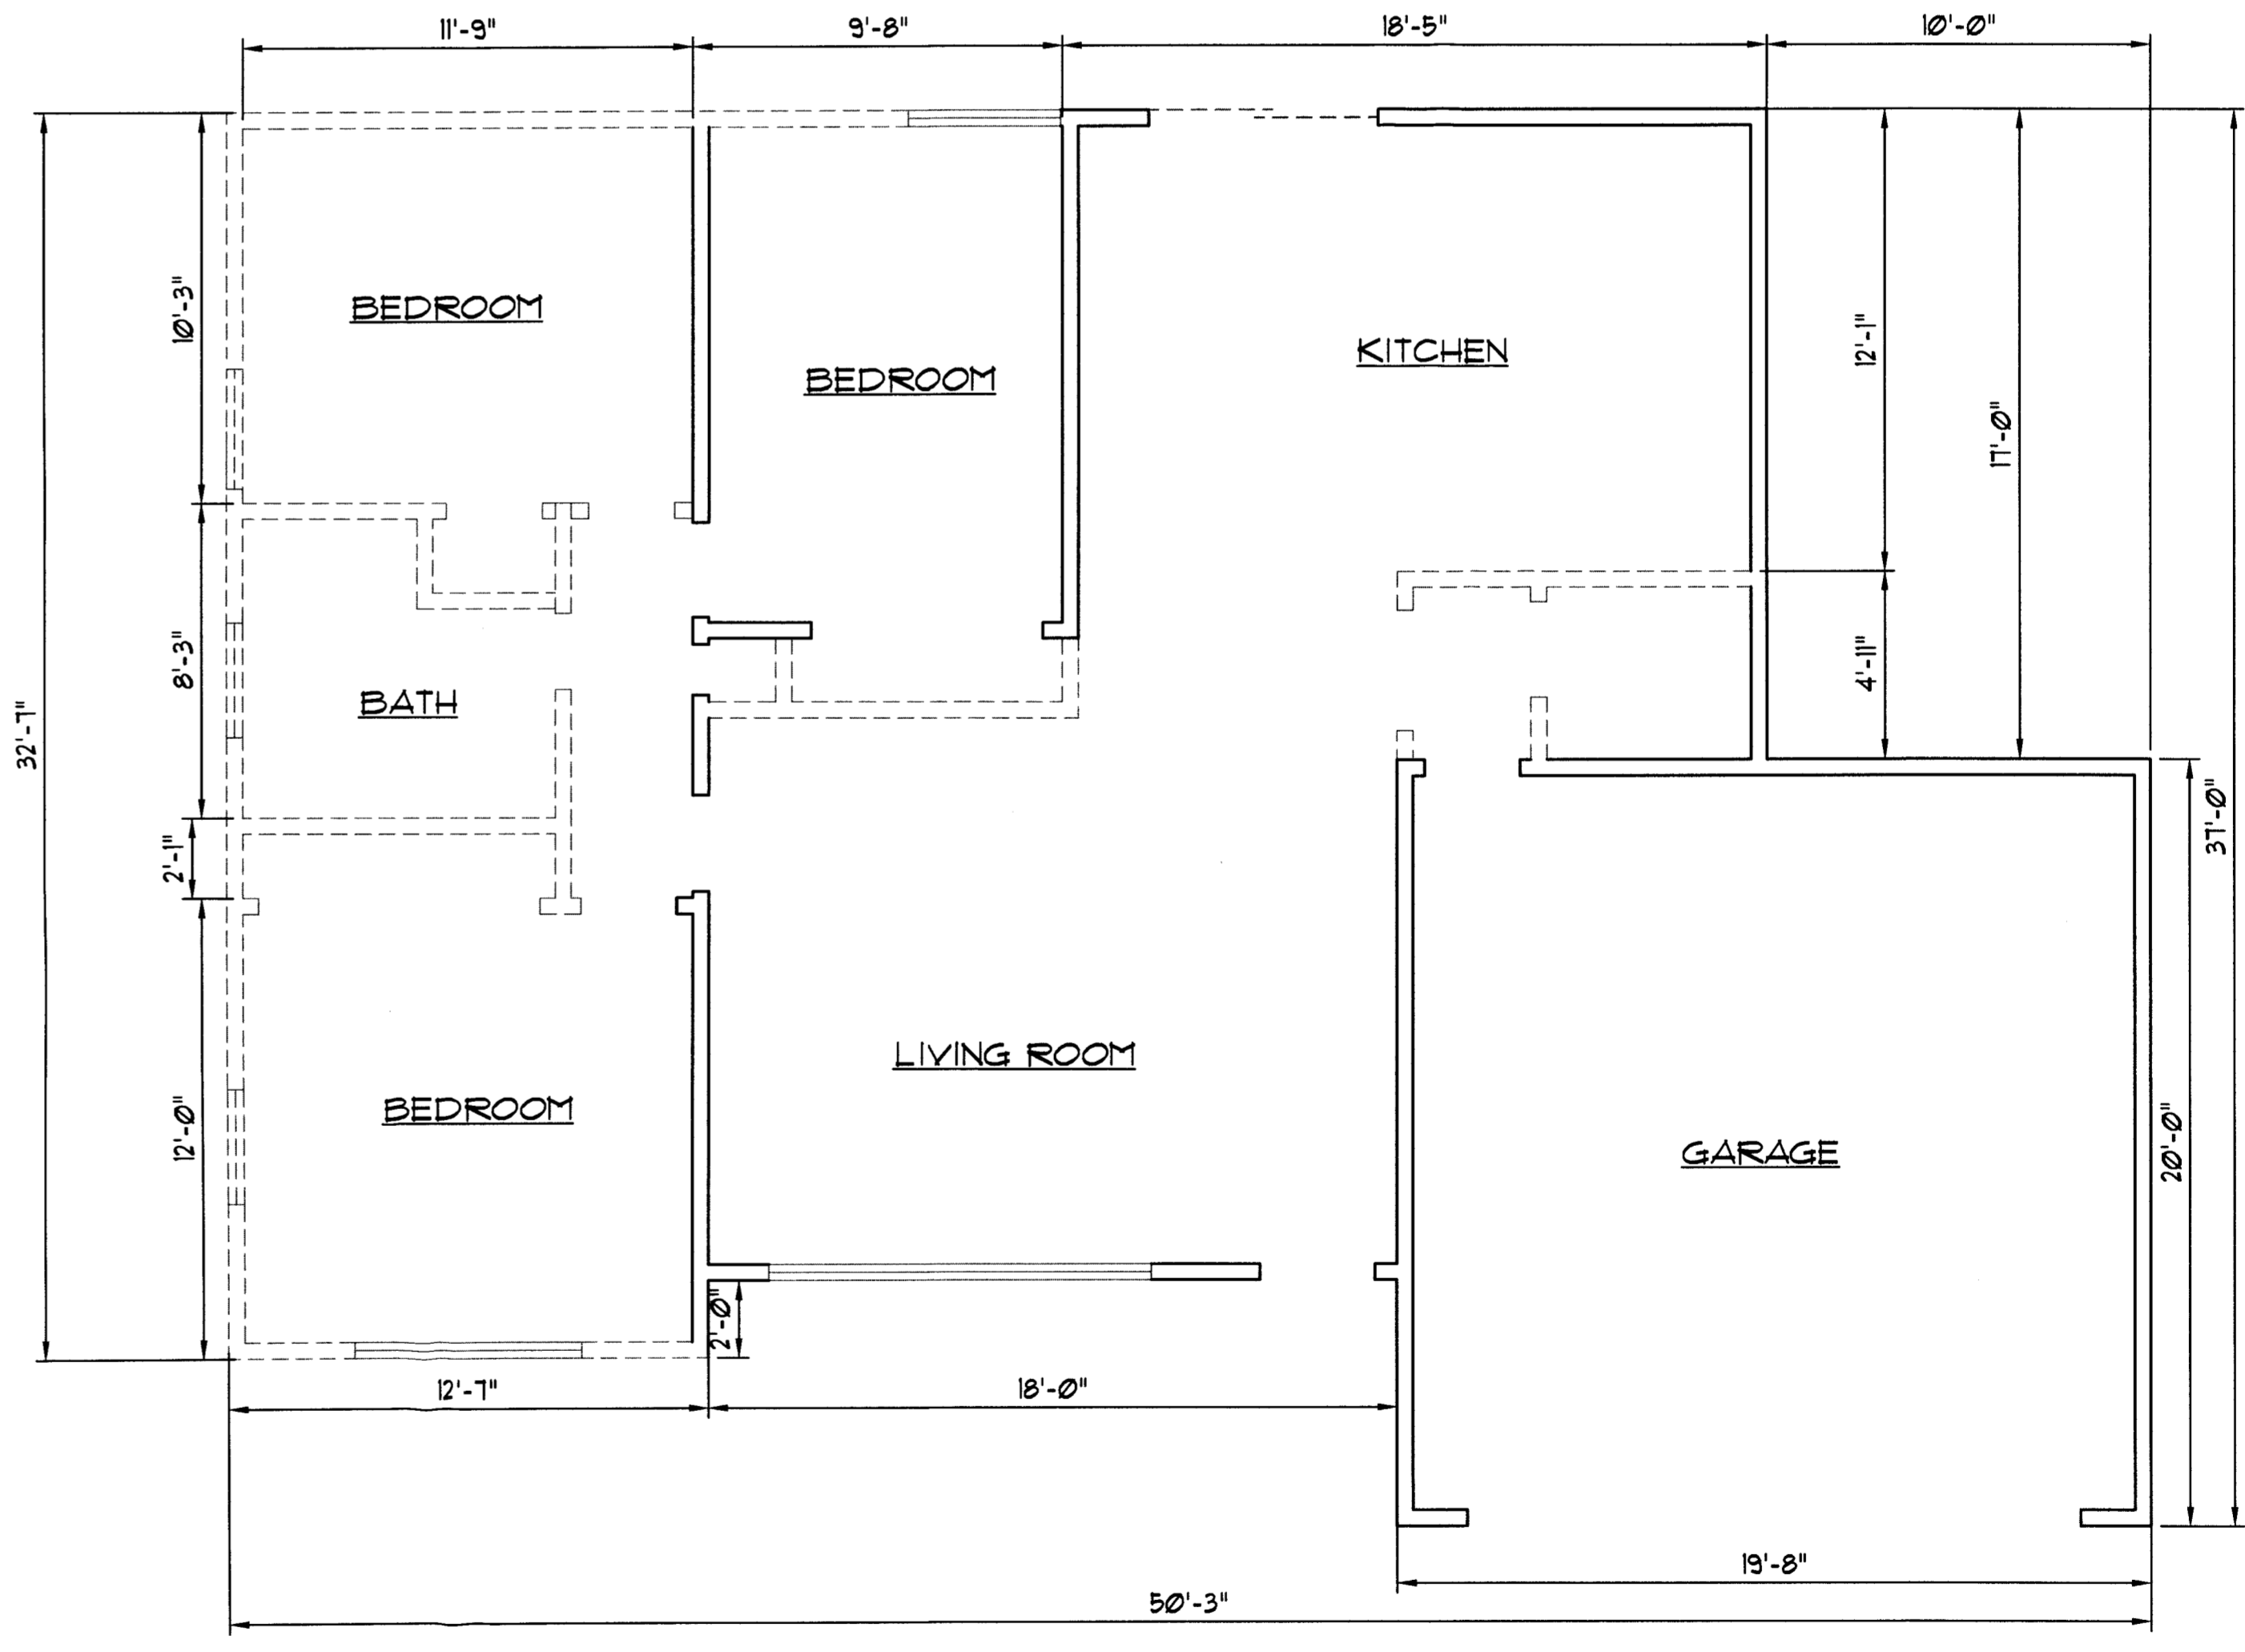 11'-9"
9'-8"
18'-5"
10'-0"
BEDROOM
BEDROOM
KITCHEN
10'-3"
12'-1"
17'-0"
8'-3"
BATH
4'-11"
32'-7"
37'-0"
2'-1"
LIVING ROOM
BEDROOM
12'-0"
GARAGE
20'-0"
2'-0"
12'-7"
18'-0"
19'-8"
50'-3"